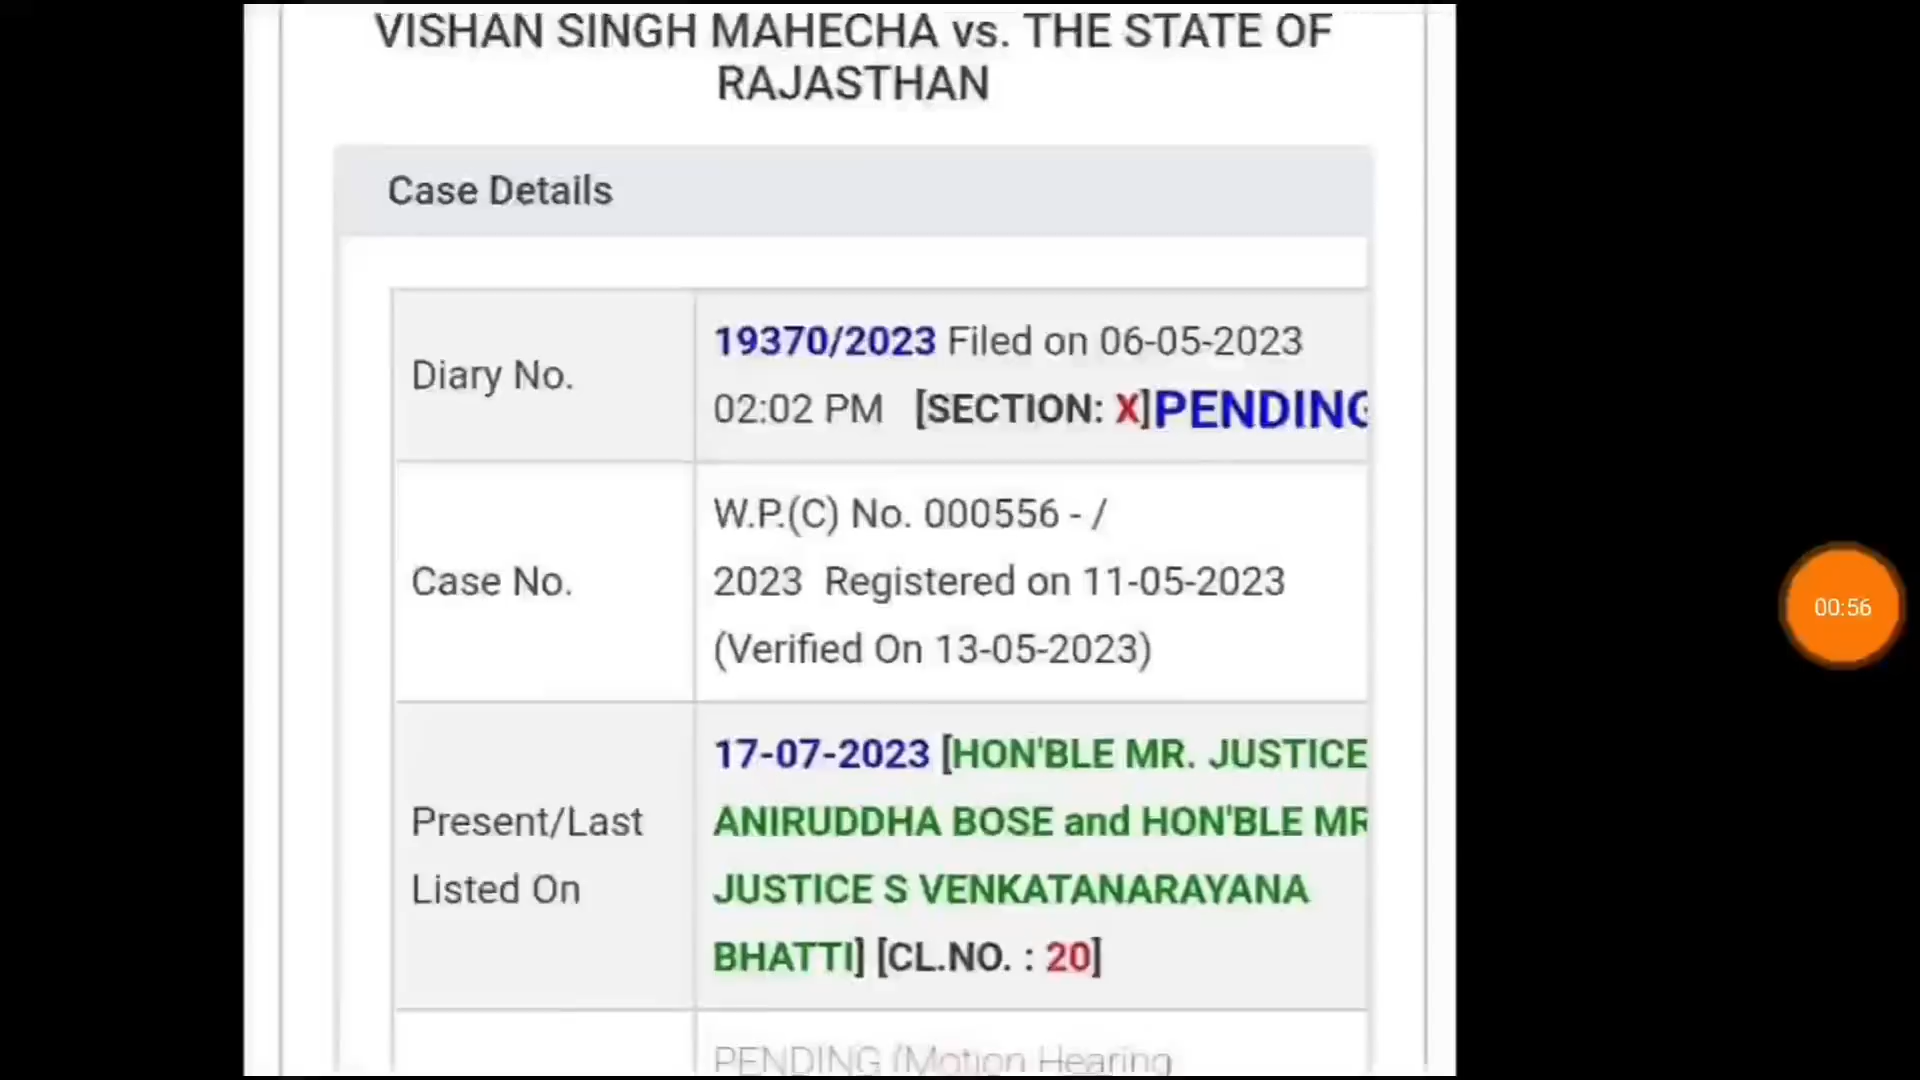 VISHAN SINGH MAHECHA vs. THE STATE OF
RAJASTHAN
Case Details
Diary No.
19370/2023 Filed on 06-05-2023
02:02 PM [SECTION: X]PENDING
Case No.
W.P.(C) No. 000556 - /
2023 Registered on 11-05-2023
(Verified On 13-05-2023)
Present/Last
Listed On
17-07-2023 [HON'BLE MR. JUSTICE
ANIRUDDHA BOSE and HON'BLE MR
JUSTICE S VENKATANARAYANA
BHATTI] [CL.NO. : 20]
PENDING (Motion Hearing
00:56